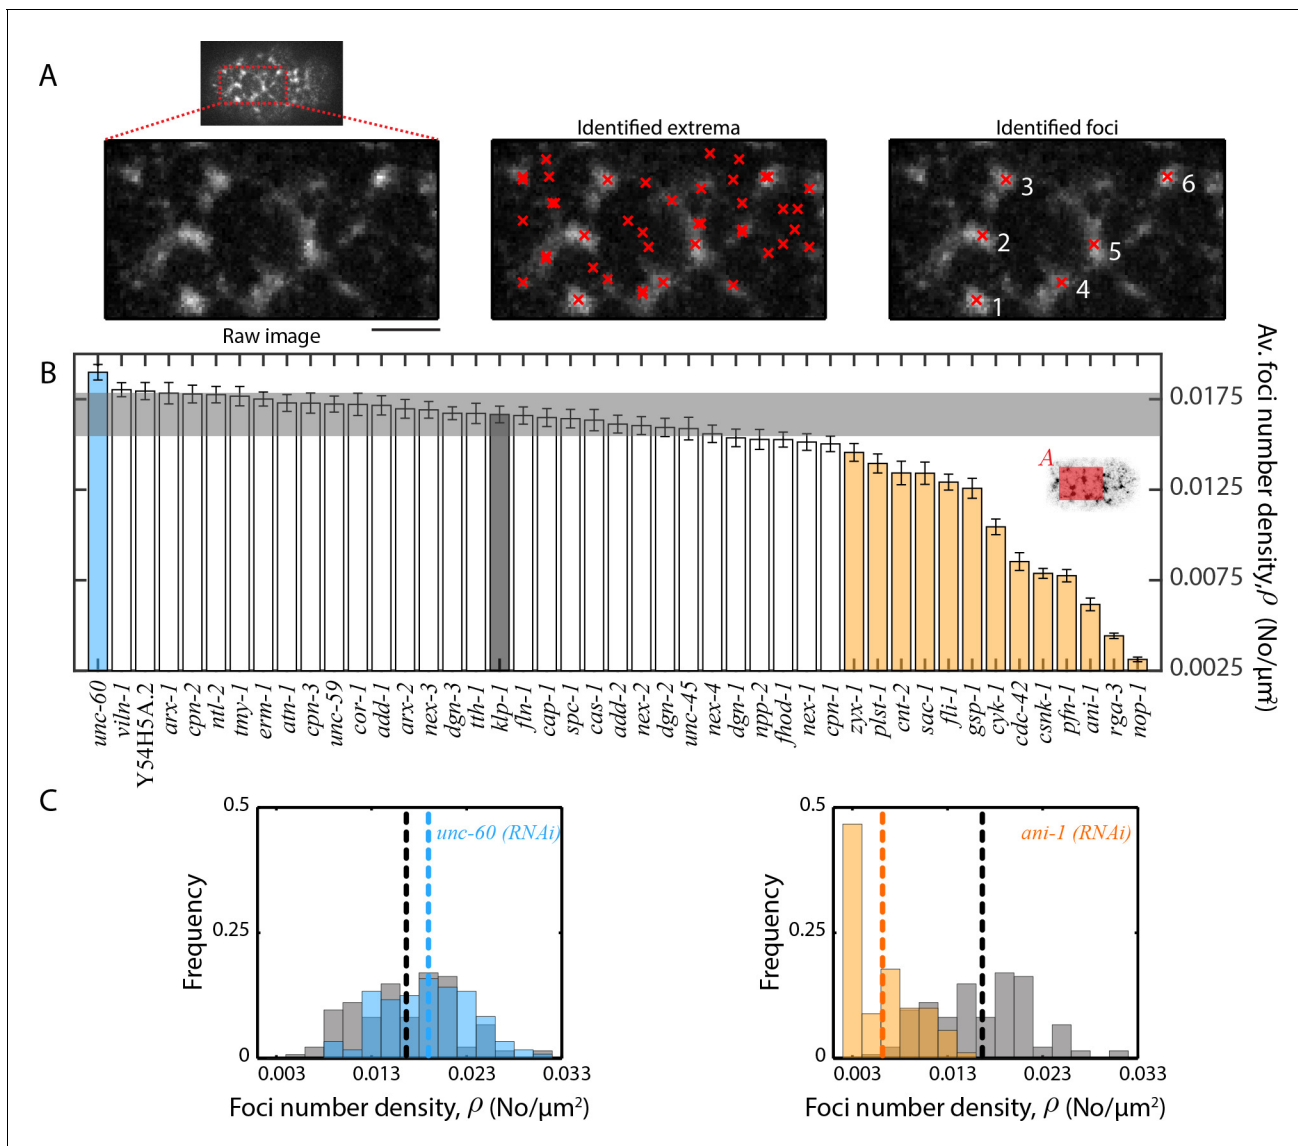 A
Identified extrema
Identified foci
3
6
2
5
4
1
Raw image
B
Av. foci number density, ρ (No/µm²)
0.0175
0.0125
0.0075
0.0025
A
unc-60
viln-1
Y54H5A.2
arx-1
cpn-2
ntl-2
tmy-1
erm-1
atn-1
cpn-3
unc-59
cor-1
add-1
arx-2
nex-3
dgn-3
tth-1
klp-1
fln-1
cap-1
spc-1
cas-1
add-2
nex-2
dgn-2
unc-45
nex-4
dgn-1
npp-2
fhod-1
nex-1
cpn-1
zyx-1
plst-1
cnt-2
sac-1
fli-1
gsp-1
cyk-1
cdc-42
csnk-1
pfn-1
ani-1
rga-3
nop-1
C
0.5
0.25
0
Frequency
unc-60 (RNAi)
0.003 0.013 0.023 0.033
Foci number density, ρ (No/µm²)
0.5
0.25
0
Frequency
ani-1 (RNAi)
0.003 0.013 0.023 0.033
Foci number density, ρ (No/µm²)